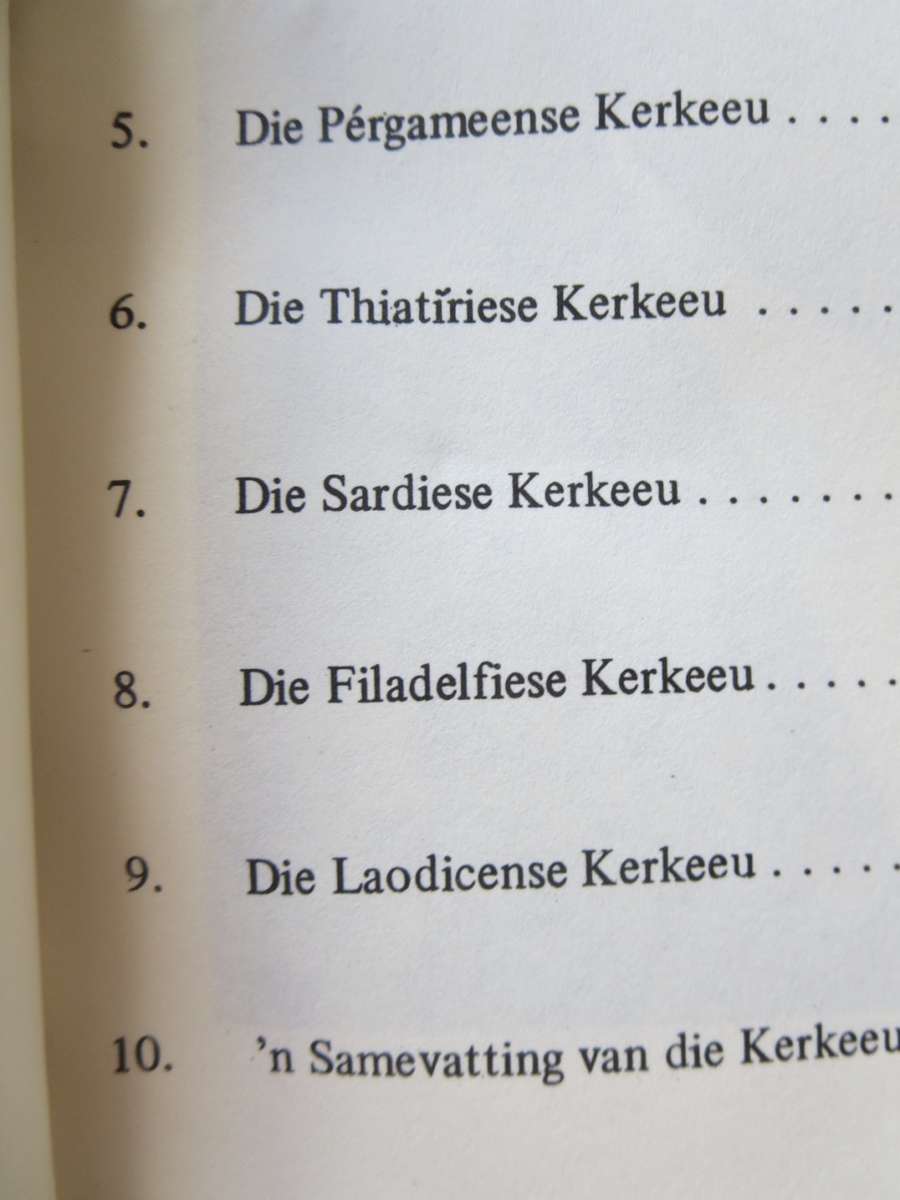 5. Die Pérgameense Kerkeeu . . . .
6. Die Thiatĩriese Kerkeeu . . . . .
7. Die Sardiese Kerkeeu . . . . . . .
8. Die Filadelfiese Kerkeeu . . . . .
9. Die Laodicense Kerkeeu . . . . .
10. ’n Samevatting van die Kerkeeu